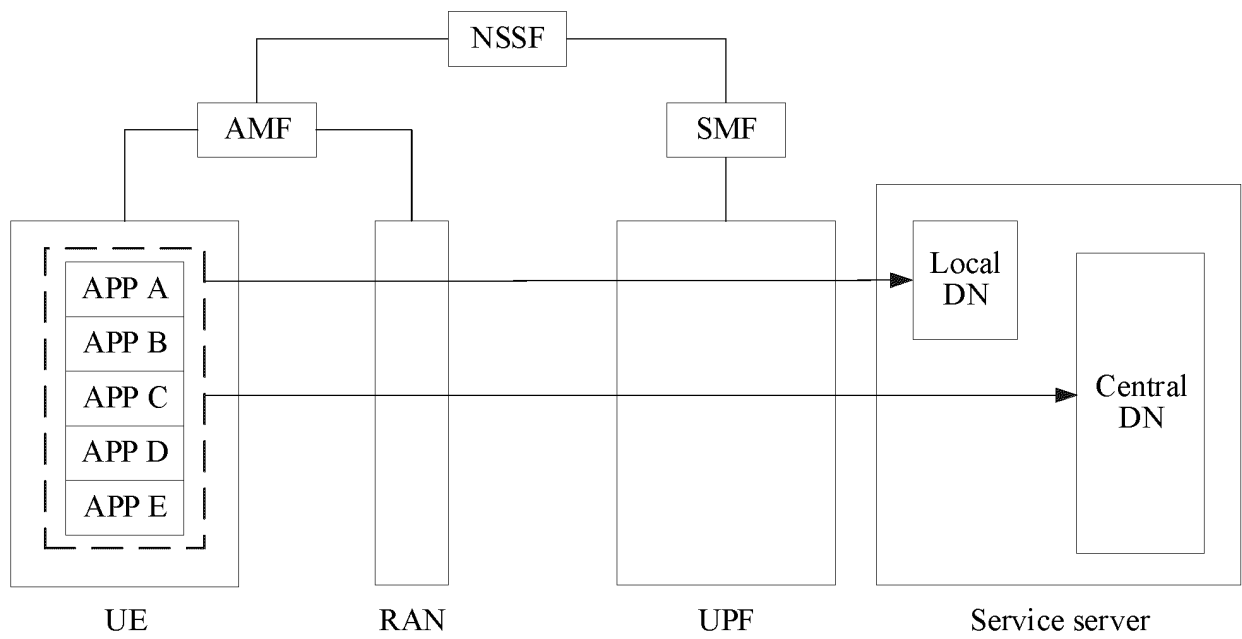 NSSF
AMF
SMF
APP A
APP B
APP C
APP D
APP E
Local
DN
Central
DN
UE
RAN
UPF
Service server